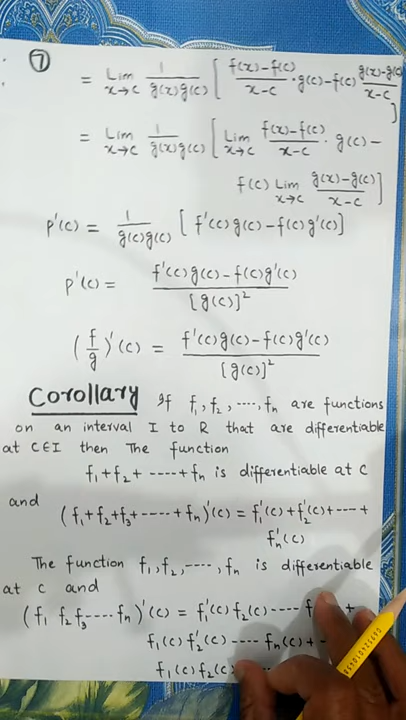 7
= Lim x→c 1/(g(x)g(c)) [ (f(x)-f(c))/(x-c) · g(c) - f(c) (g(x)-g(c))/(x-c) ]
= Lim x→c 1/(g(x)g(c)) [ Lim x→c (f(x)-f(c))/(x-c) · g(c) -
f(c) Lim x→c (g(x)-g(c))/(x-c) ]
p'(c) = 1/(g(c)g(c)) [ f'(c)g(c) - f(c)g'(c) ]
p'(c) = (f'(c)g(c) - f(c)g'(c))/[g(c)]²
(f/g)'(c) = (f'(c)g(c) - f(c)g'(c))/[g(c)]²
Corollary If f₁, f₂, ----, fₙ are functions
on an interval I to R that are differentiable
at C∈I then The function
f₁+f₂+ -----+fₙ is differentiable at C
and
(f₁+f₂+f₃+-----+fₙ)'(c) = f₁'(c)+f₂'(c)+----+
fₙ'(c)
The function f₁, f₂, ----, fₙ is differentiable
at c and
(f₁ f₂ f₃---- fₙ)'(c) = f₁'(c) f₂(c) ---- f +
f₁(c) f₂'(c) ---- fₙ(c) + -
f₁(c) f₂(c)